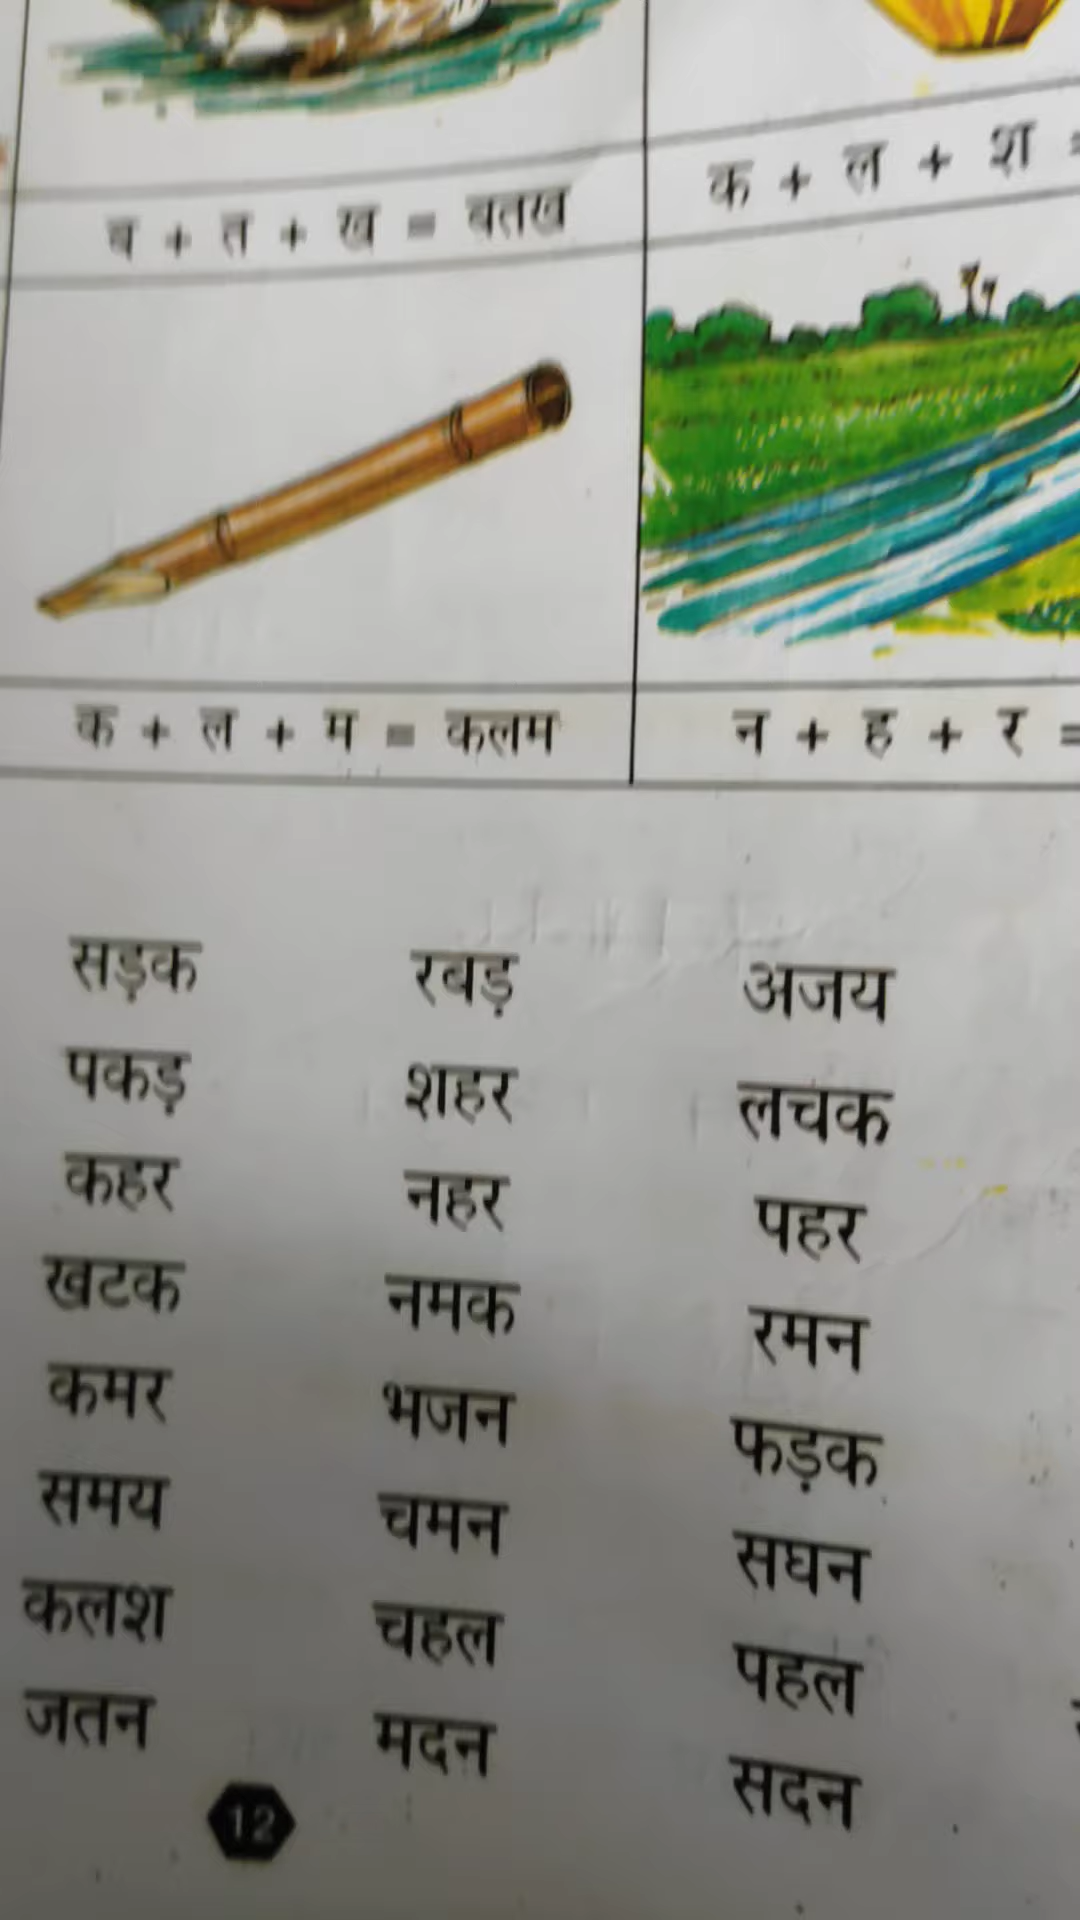 ब + त + ख = बतख
क + ल + श =
क + ल + म = कलम
न + ह + र =
सड़क रबड़ अजय
पकड़ शहर लचक
कहर नहर पहर
खटक नमक रमन
कमर भजन फड़क
समय चमन सघन
कलश चहल पहल
जतन मदन सदन
12